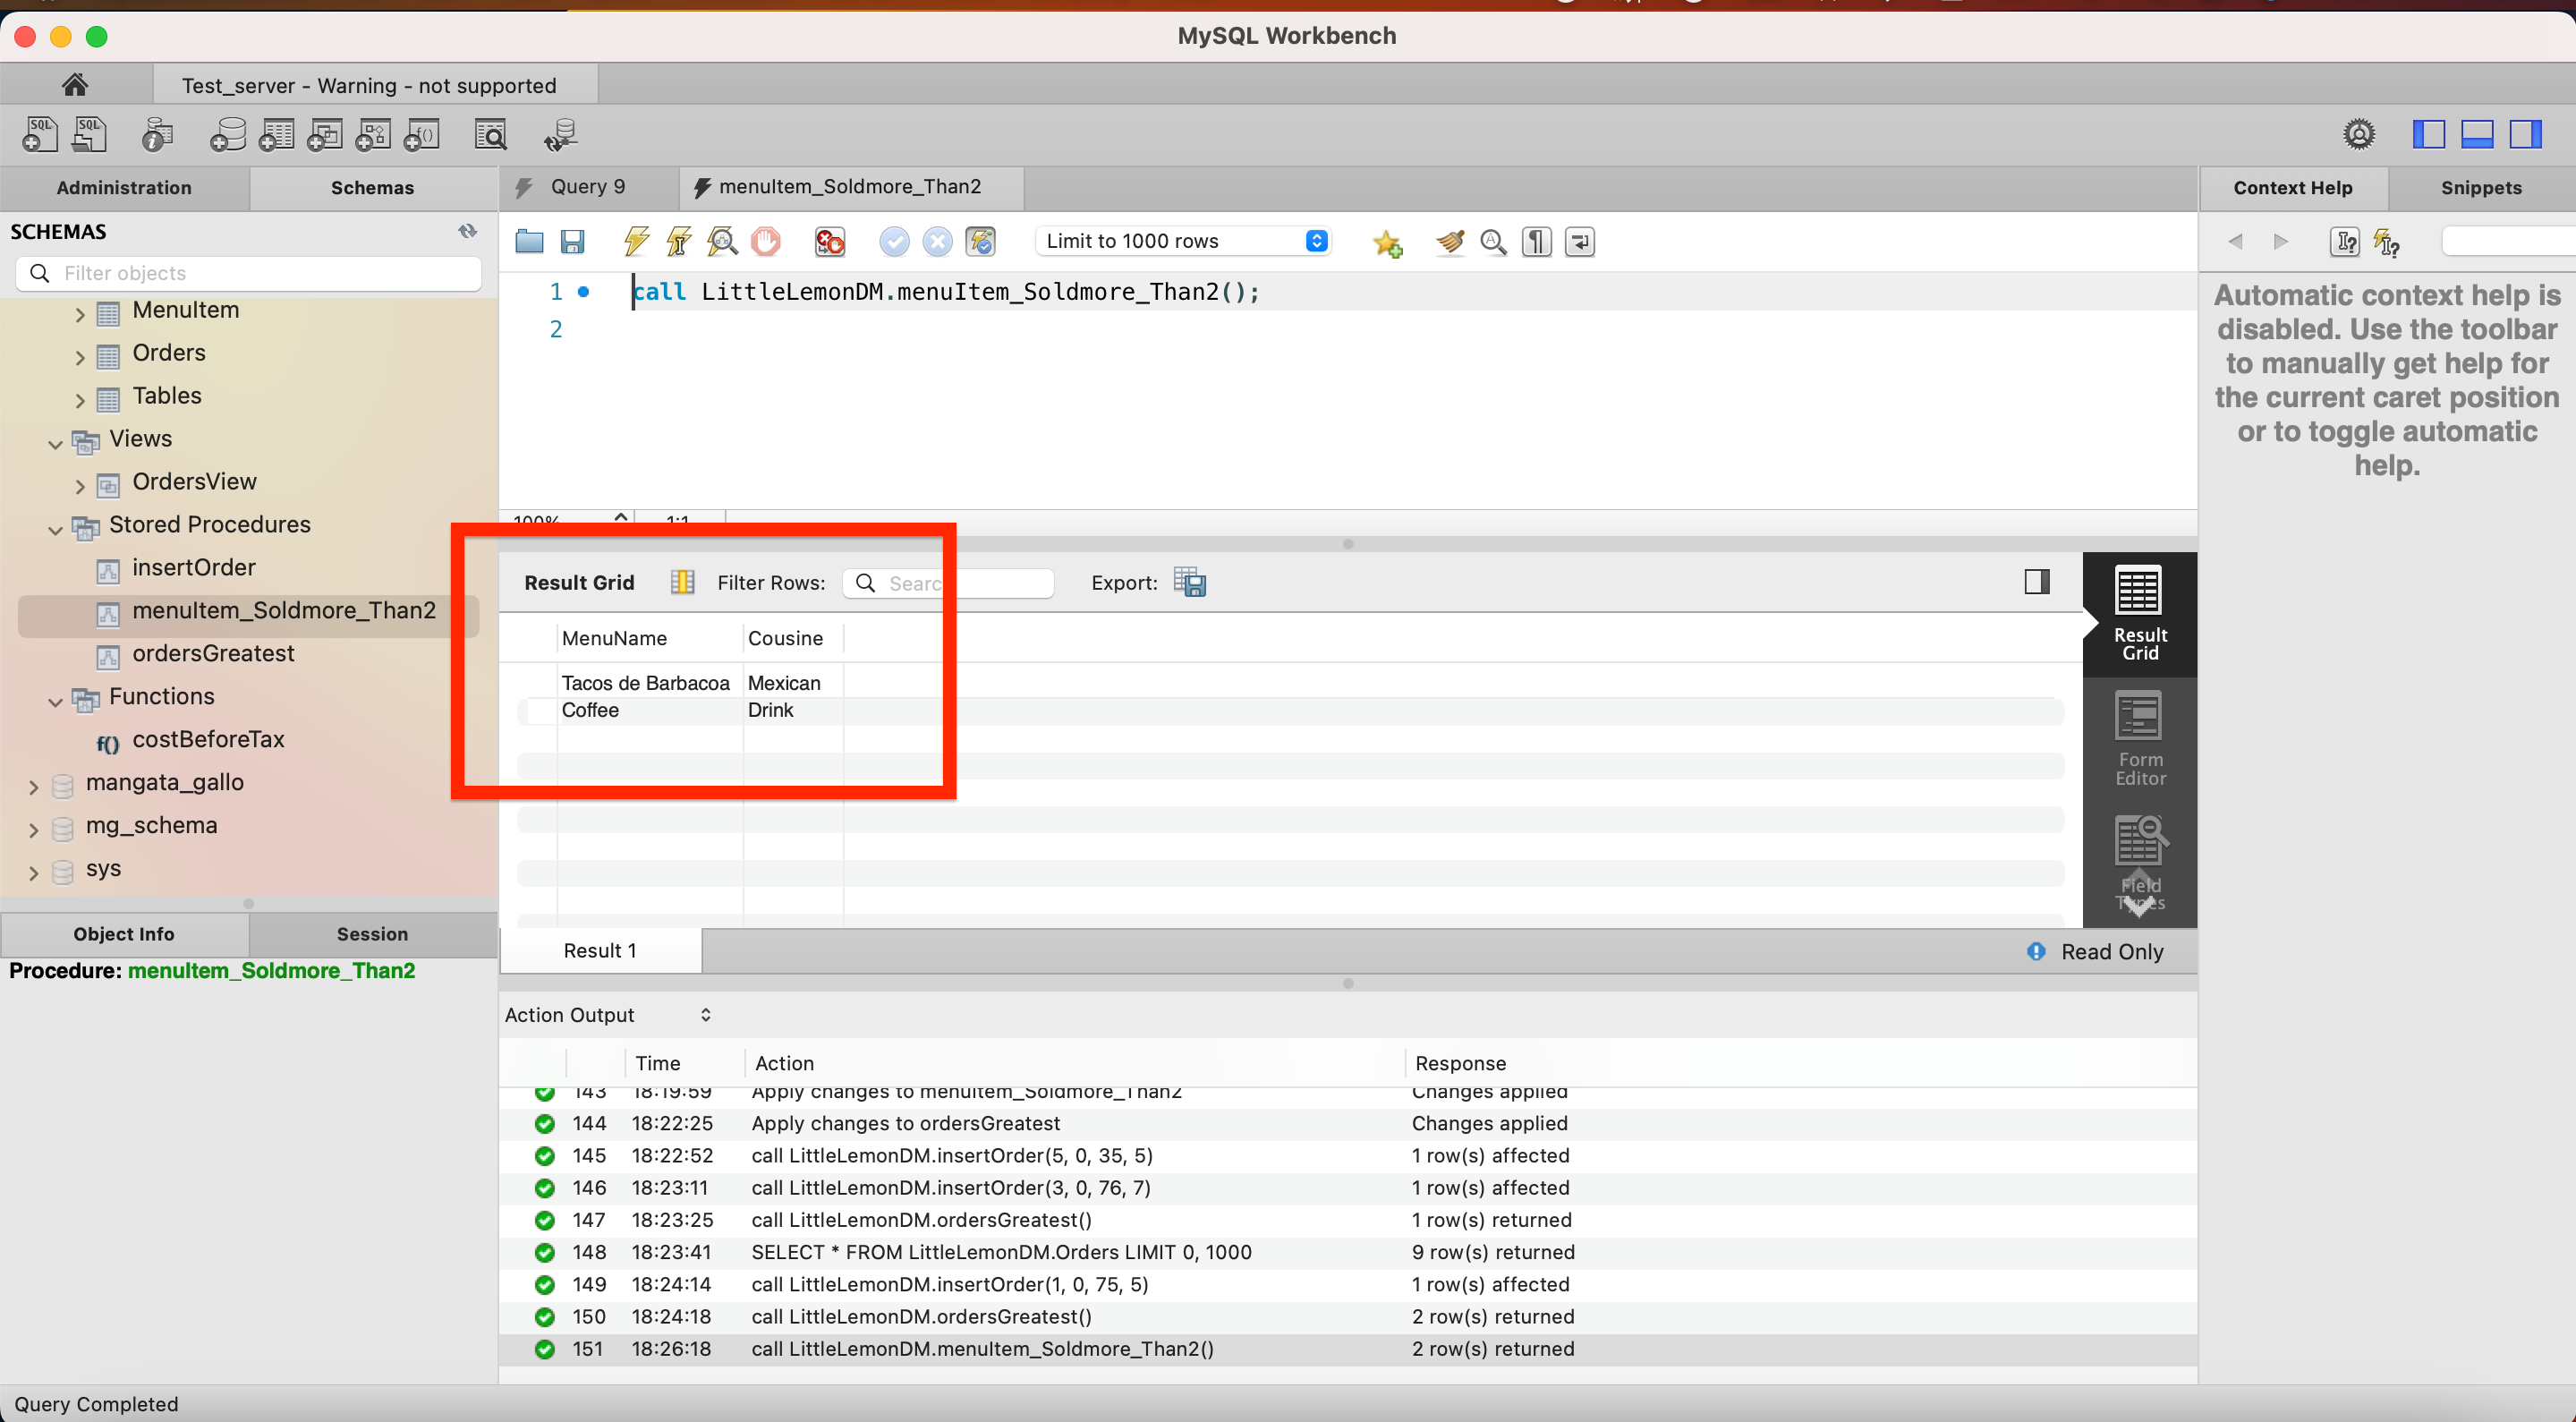 MySQL Workbench
Test_server - Warning - not supported
SQL SQL
Administration Schemas
SCHEMAS
Filter objects
MenuItem
Orders
Tables
Views
OrdersView
Stored Procedures
insertOrder
menuItem_Soldmore_Than2
ordersGreatest
Functions
f() costBeforeTax
mangata_gallo
mg_schema
sys
Object Info Session
Procedure: menuItem_Soldmore_Than2
Query 9 menuItem_Soldmore_Than2
Limit to 1000 rows
1 call LittleLemonDM.menuItem_Soldmore_Than2();
2
100% 1:1
Result Grid Filter Rows: Search Export:
MenuName Cousine
Tacos de Barbacoa Mexican
Coffee Drink
Result
Grid
Form
Editor
Field
Types
Result 1 Read Only
Action Output
Time Action Response
143 18:19:59 Apply changes to menuItem_Soldmore_Than2 Changes applied
144 18:22:25 Apply changes to ordersGreatest Changes applied
145 18:22:52 call LittleLemonDM.insertOrder(5, 0, 35, 5) 1 row(s) affected
146 18:23:11 call LittleLemonDM.insertOrder(3, 0, 76, 7) 1 row(s) affected
147 18:23:25 call LittleLemonDM.ordersGreatest() 1 row(s) returned
148 18:23:41 SELECT * FROM LittleLemonDM.Orders LIMIT 0, 1000 9 row(s) returned
149 18:24:14 call LittleLemonDM.insertOrder(1, 0, 75, 5) 1 row(s) affected
150 18:24:18 call LittleLemonDM.ordersGreatest() 2 row(s) returned
151 18:26:18 call LittleLemonDM.menuItem_Soldmore_Than2() 2 row(s) returned
Context Help Snippets
Automatic context help is
disabled. Use the toolbar
to manually get help for
the current caret position
or to toggle automatic
help.
Query Completed